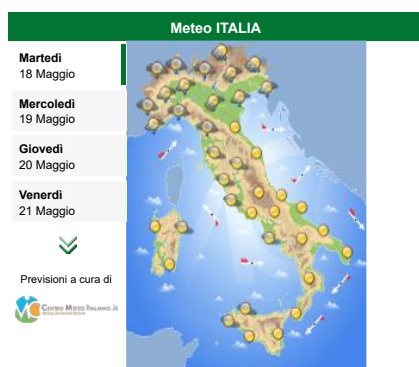 Meteo ITALIA
Martedì
18 Maggio
Mercoledì
19 Maggio
Giovedì
20 Maggio
Venerdì
21 Maggio
Previsioni a cura di
Centro Meteo Italiano.it